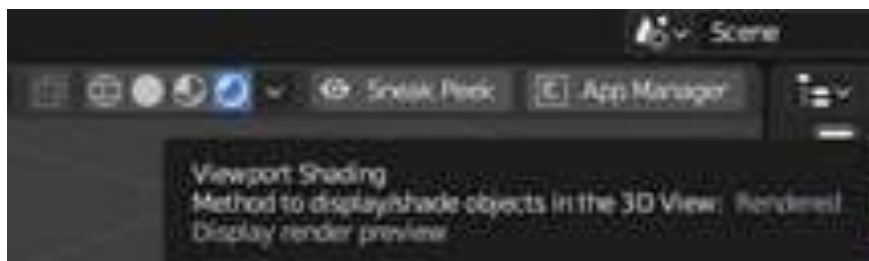 Scene
Sneak Peek App Manager
Viewport Shading
Method to display/shade objects in the 3D View: Rendered
Display render preview